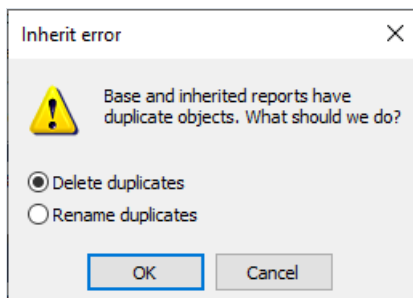 Inherit error
Base and inherited reports have
duplicate objects. What should we do?
Delete duplicates
Rename duplicates
OK
Cancel